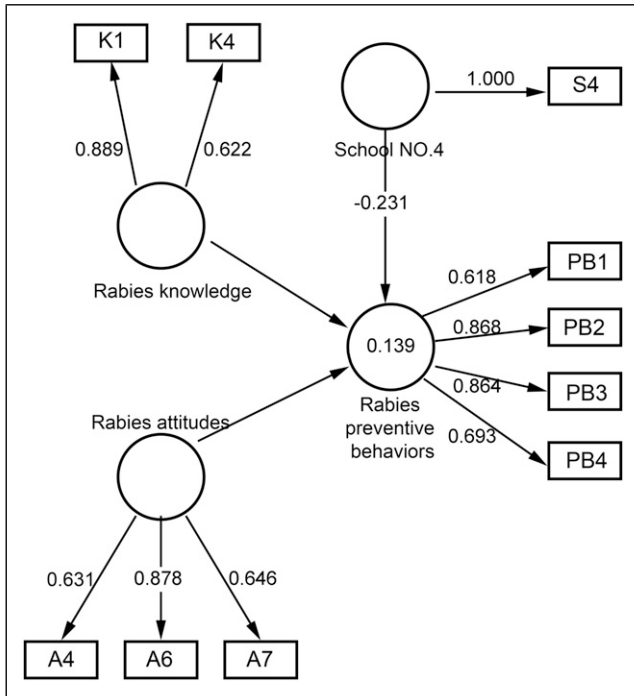 K1
K4
S4
1.000
0.889
0.622
School NO.4
-0.231
Rabies knowledge
PB1
0.618
PB2
0.868
0.139
PB3
0.864
Rabies
preventive
behaviors
0.693
PB4
Rabies attitudes
0.631
0.878
0.646
A4
A6
A7